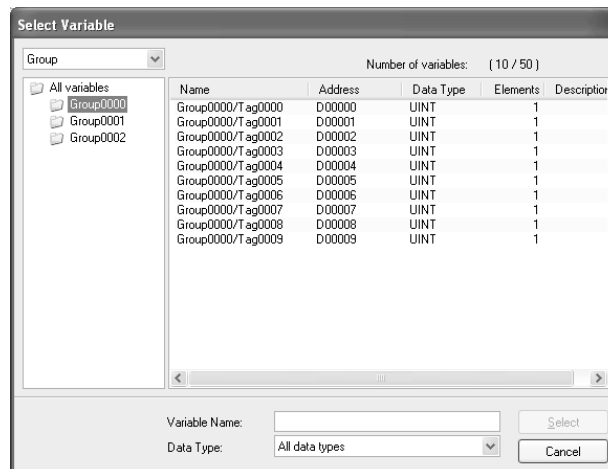 Select Variable
Group
Number of variables: ( 10 / 50 )
All variables
Group0000
Group0001
Group0002
Name Address Data Type Elements Description
Group0000/Tag0000 D00000 UINT 1
Group0000/Tag0001 D00001 UINT 1
Group0000/Tag0002 D00002 UINT 1
Group0000/Tag0003 D00003 UINT 1
Group0000/Tag0004 D00004 UINT 1
Group0000/Tag0005 D00005 UINT 1
Group0000/Tag0006 D00006 UINT 1
Group0000/Tag0007 D00007 UINT 1
Group0000/Tag0008 D00008 UINT 1
Group0000/Tag0009 D00009 UINT 1
Variable Name:
Select
Data Type: All data types
Cancel